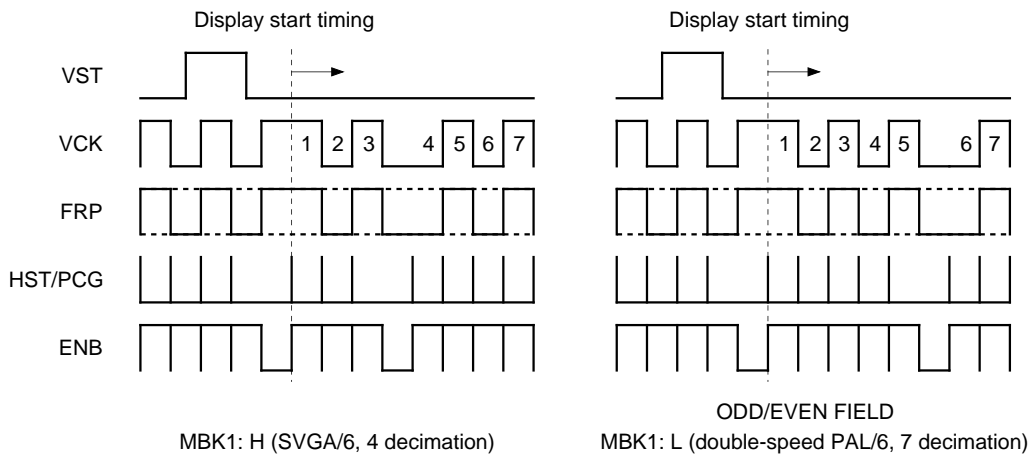 Display start timing Display start timing
VST
VCK 1 2 3 4 5 6 7 1 2 3 4 5 6 7
FRP
HST/PCG
ENB
ODD/EVEN FIELD
MBK1: H (SVGA/6, 4 decimation) MBK1: L (double-speed PAL/6, 7 decimation)